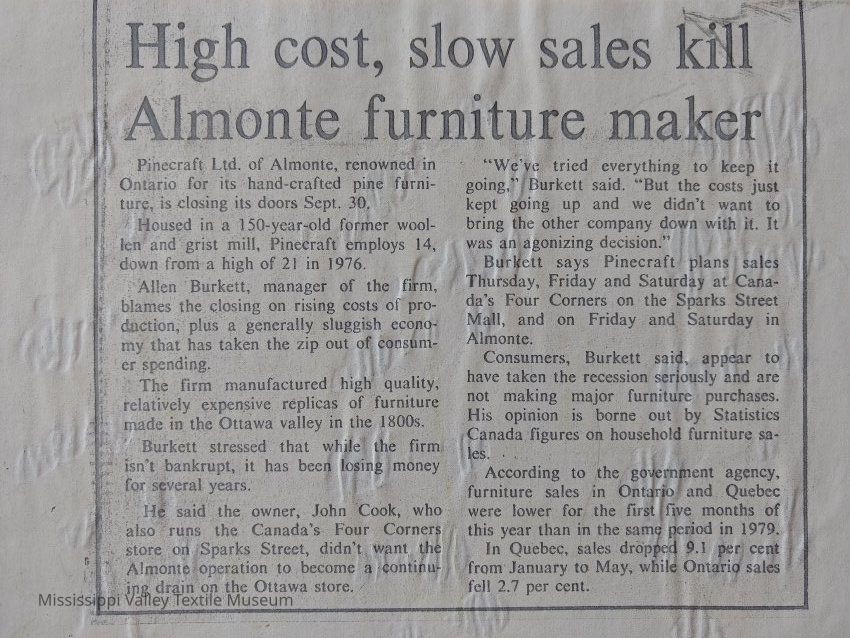 High cost, slow sales kill
Almonte furniture maker
Pinecraft Ltd. of Almonte, renowned in
Ontario for its hand-crafted pine furni-
ture, is closing its doors Sept. 30.
Housed in a 150-year-old former wool-
len and grist mill, Pinecraft employs 14,
down from a high of 21 in 1976.
Allen Burkett, manager of the firm,
blames the closing on rising costs of pro-
duction, plus a generally sluggish econo-
my that has taken the zip out of consum-
er spending.
The firm manufactured high quality,
relatively expensive replicas of furniture
made in the Ottawa valley in the 1800s.
Burkett stressed that while the firm
isn't bankrupt, it has been losing money
for several years.
He said the owner, John Cook, who
also runs the Canada's Four Corners
store on Sparks Street, didn't want the
Almonte operation to become a continu-
ing drain on the Ottawa store.
"We've tried everything to keep it
going," Burkett said. "But the costs just
kept going up and we didn't want to
bring the other company down with it. It
was an agonizing decision."
Burkett says Pinecraft plans sales
Thursday, Friday and Saturday at Cana-
da's Four Corners on the Sparks Street
Mall, and on Friday and Saturday in
Almonte.
Consumers, Burkett said, appear to
have taken the recession seriously and are
not making major furniture purchases.
His opinion is borne out by Statistics
Canada figures on household furniture sa-
les.
According to the government agency,
furniture sales in Ontario and Quebec
were lower for the first five months of
this year than in the same period in 1979.
In Quebec, sales dropped 9.1 per cent
from January to May, while Ontario sales
fell 2.7 per cent.
Mississippi Valley Textile Museum